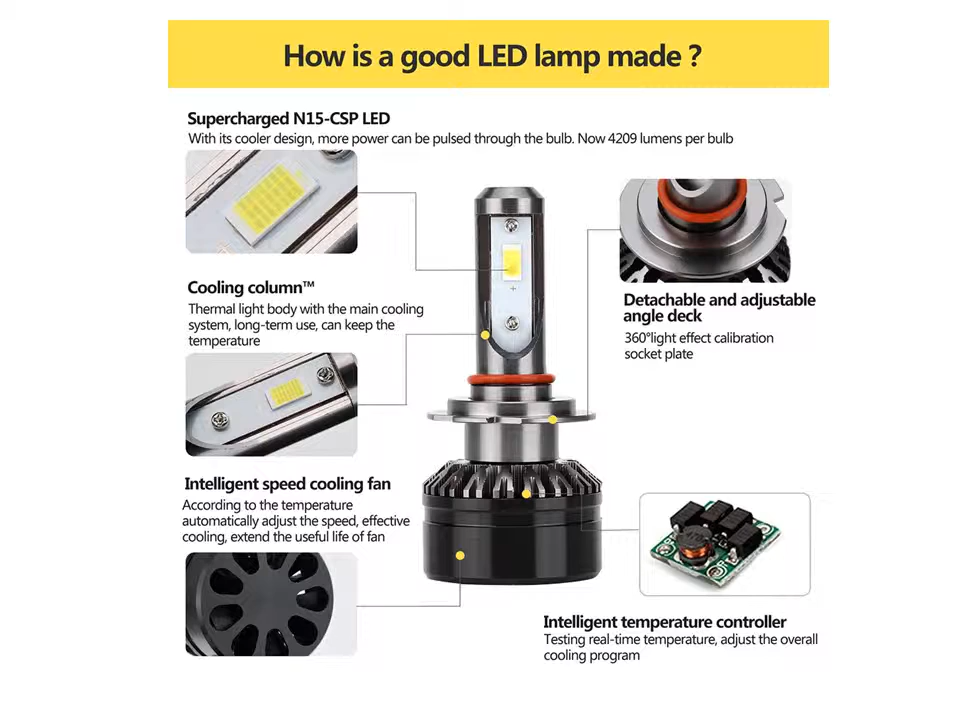 How is a good LED lamp made ?
Supercharged N15-CSP LED
With its cooler design, more power can be pulsed through the bulb. Now 4209 lumens per bulb
Cooling column™
Thermal light body with the main cooling
system, long-term use, can keep the
temperature
Detachable and adjustable
angle deck
360°light effect calibration
socket plate
Intelligent speed cooling fan
According to the temperature
automatically adjust the speed, effective
cooling, extend the useful life of fan
Intelligent temperature controller
Testing real-time temperature, adjust the overall
cooling program